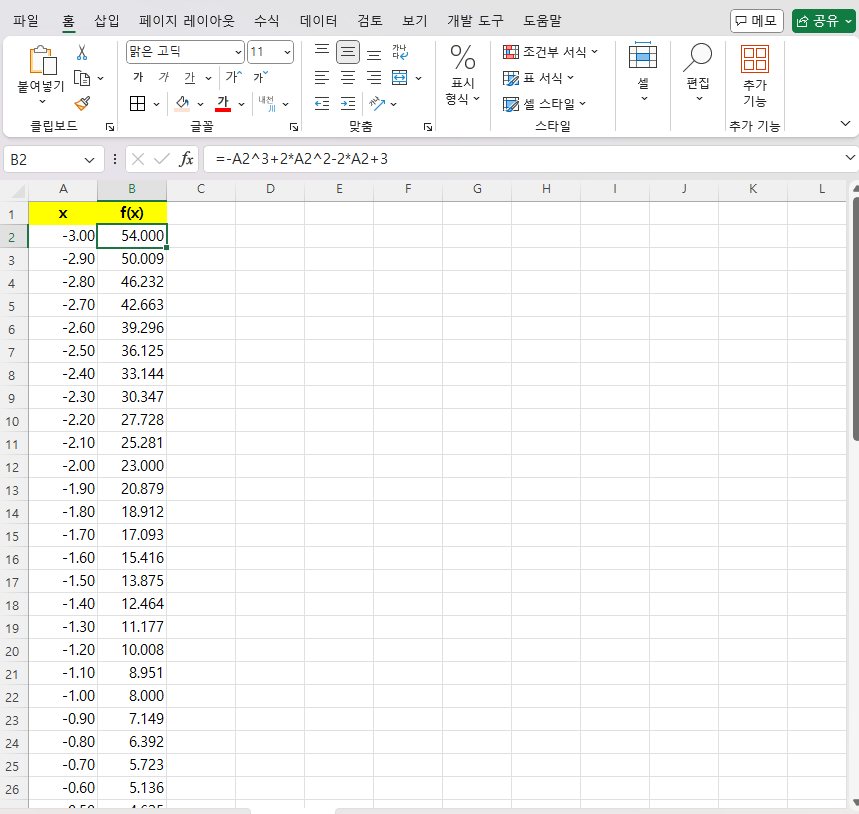 파일 홈 삽입 페이지 레이아웃 수식 데이터 검토 보기 개발 도구 도움말 메모 공유
붙여넣기
클립보드
맑은 고딕 11
가 가 가 가 가
가 내천
글꼴
가나
맞춤
% 표시 형식
조건부 서식
표 서식
셀 스타일
스타일
셀
편집
추가 기능
추가 기능
B2 fx =-A2^3+2*A2^2-2*A2+3
A B C D E F G H I J K L
1 x f(x)
2 -3.00 54.000
3 -2.90 50.009
4 -2.80 46.232
5 -2.70 42.663
6 -2.60 39.296
7 -2.50 36.125
8 -2.40 33.144
9 -2.30 30.347
10 -2.20 27.728
11 -2.10 25.281
12 -2.00 23.000
13 -1.90 20.879
14 -1.80 18.912
15 -1.70 17.093
16 -1.60 15.416
17 -1.50 13.875
18 -1.40 12.464
19 -1.30 11.177
20 -1.20 10.008
21 -1.10 8.951
22 -1.00 8.000
23 -0.90 7.149
24 -0.80 6.392
25 -0.70 5.723
26 -0.60 5.136